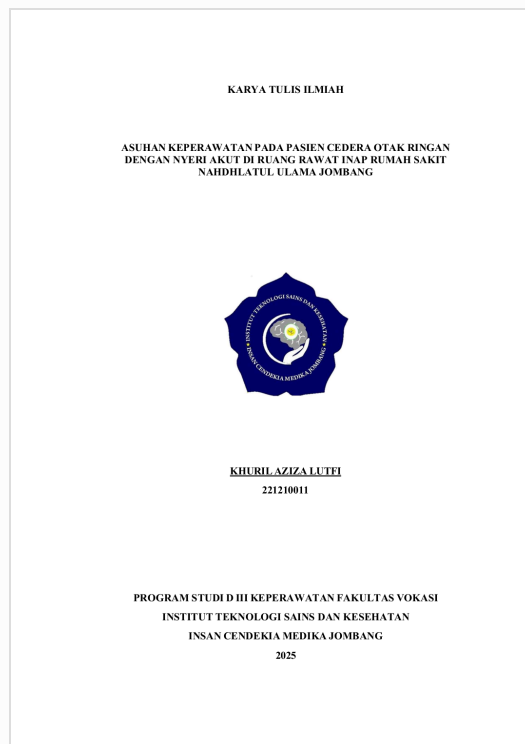 KARYA TULIS ILMIAH
ASUHAN KEPERAWATAN PADA PASIEN CEDERA OTAK RINGAN
DENGAN NYERI AKUT DI RUANG RAWAT INAP RUMAH SAKIT
NAHDHLATUL ULAMA JOMBANG
INSTITUT TEKNOLOGI SAINS DAN KESEHATAN
INSAN CENDEKIA MEDIKA JOMBANG
KHURIL AZIZA LUTFI
221210011
PROGRAM STUDI D III KEPERAWATAN FAKULTAS VOKASI
INSTITUT TEKNOLOGI SAINS DAN KESEHATAN
INSAN CENDEKIA MEDIKA JOMBANG
2025